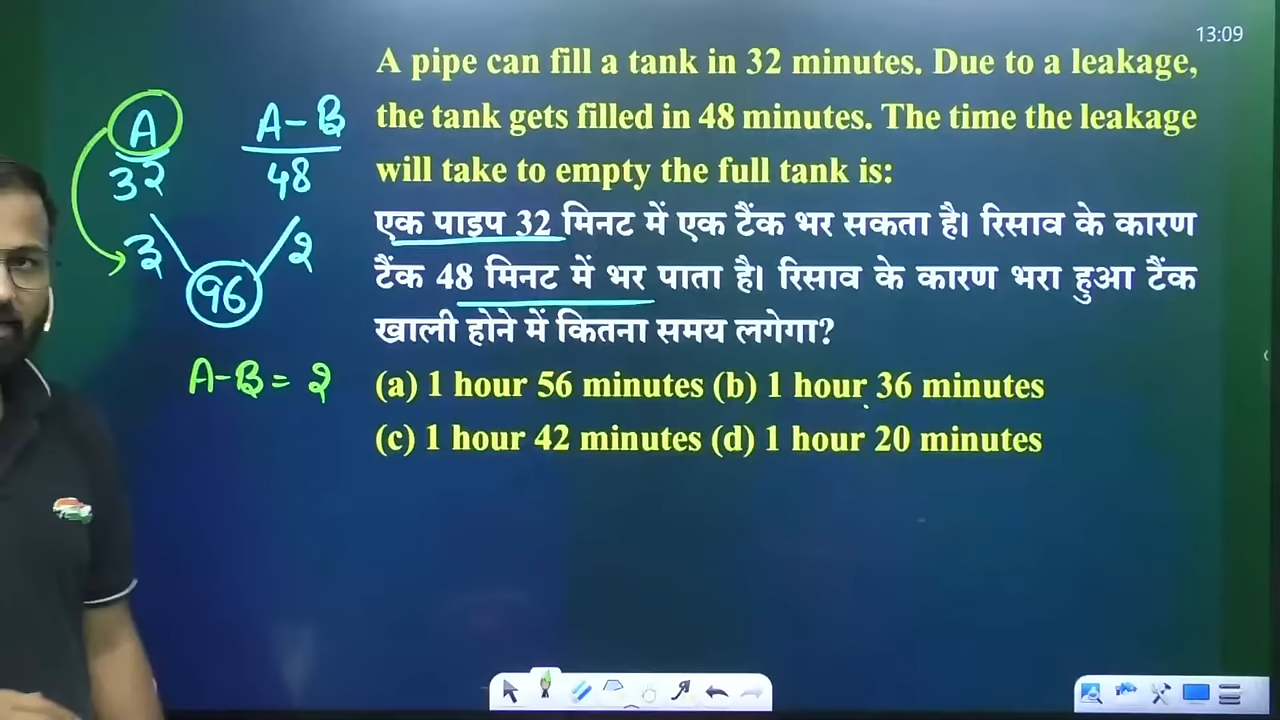 13:09
A pipe can fill a tank in 32 minutes. Due to a leakage,
the tank gets filled in 48 minutes. The time the leakage
will take to empty the full tank is:
एक पाइप 32 मिनट में एक टैंक भर सकता है। रिसाव के कारण
टैंक 48 मिनट में भर पाता है। रिसाव के कारण भरा हुआ टैंक
खाली होने में कितना समय लगेगा?
(a) 1 hour 56 minutes (b) 1 hour 36 minutes
(c) 1 hour 42 minutes (d) 1 hour 20 minutes
A A-B
32 48
3 2
96
A-B = 2